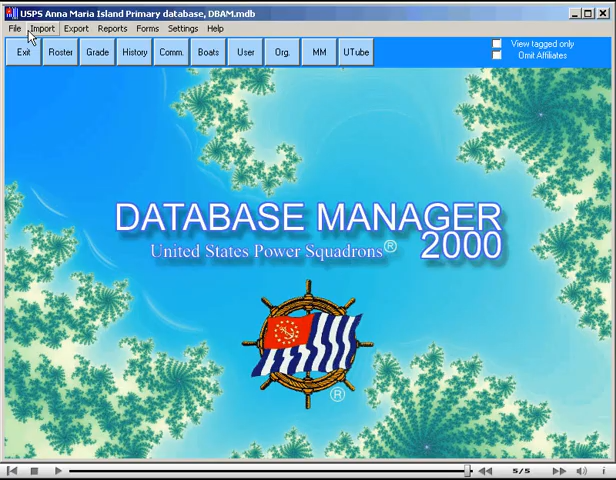 USPS Anna Maria Island Primary database, DBAM.mdb
File Import Export Reports Forms Settings Help
Exit Roster Grade History Comm. Boats User Org. MM UTube
View tagged only
Omit Affiliates
DATABASE MANAGER
United States Power Squadrons® 2000
®
5/5 i